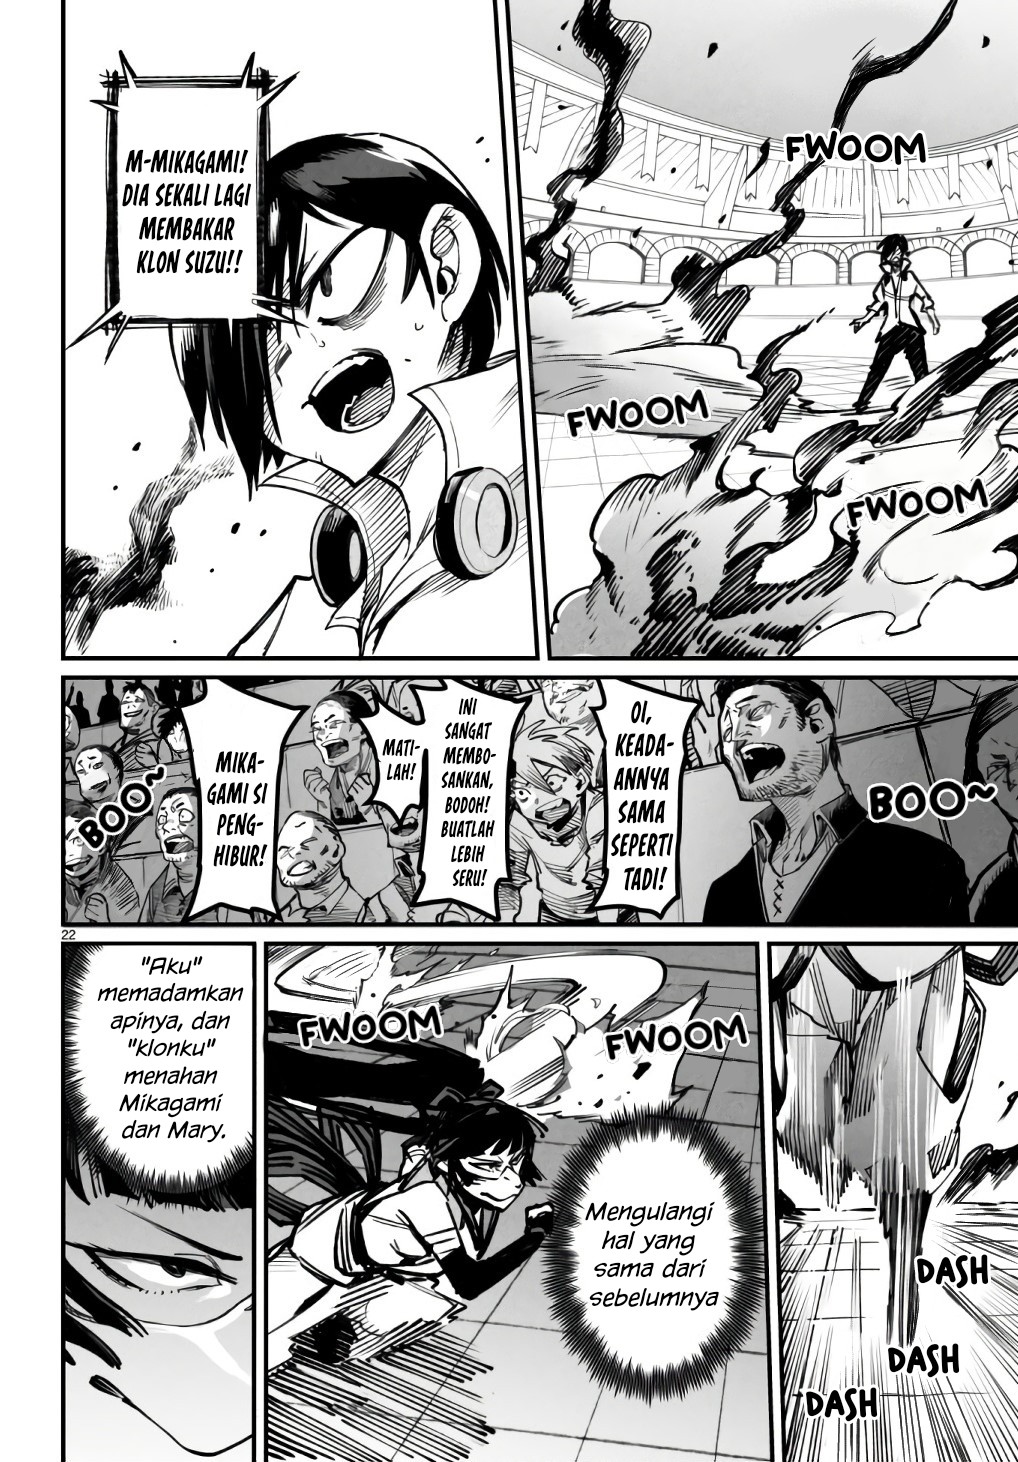 FWOOM
FWOOM
FWOOM
M-MIKAGAMI!
DIA SEKALI LAGI
MEMBAKAR
KLON SUZU!!
OI,
KEADA-
ANNYA
SAMA
SEPERTI
TADI!
BOO~
INI
SANGAT
MEMBO-
SANKAN,
BODOH!
BUATLAH
LEBIH
SERU!
MATI-
LAH!
MIKA-
GAMI SI
PENG-
HIBUR!
BOO~
22
DASH
DASH
DASH
FWOOM
FWOOM
Mengulangi
hal yang
sama dari
sebelumnya
"Aku"
memadamkan
apinya, dan
"klonku"
menahan
Mikagami
dan Mary.